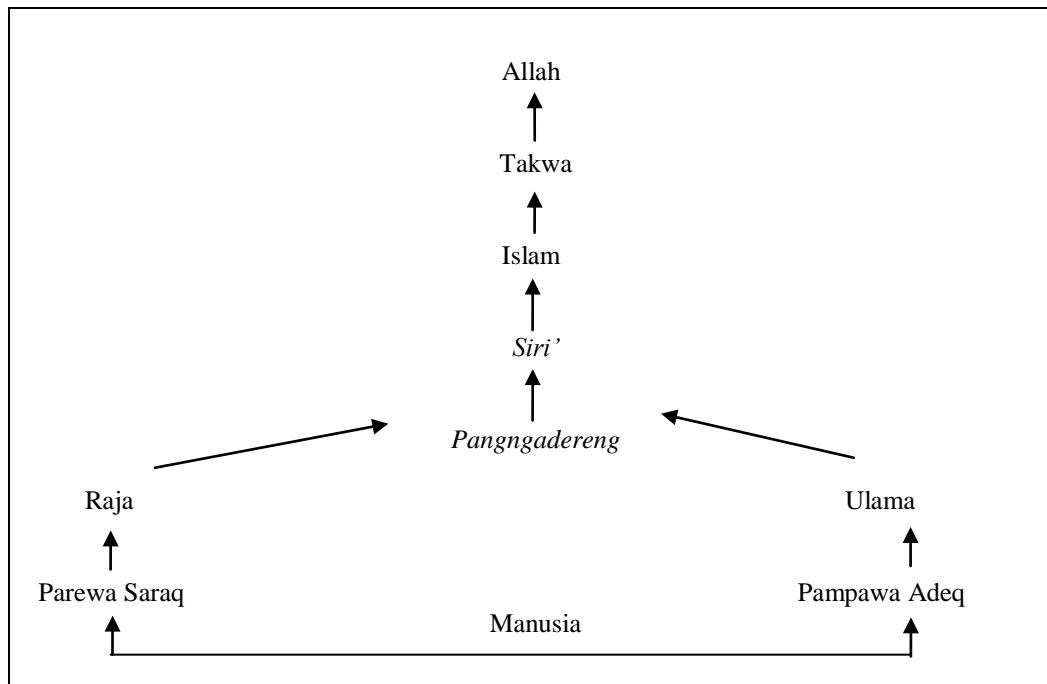 Allah
Takwa
Islam
Siri’
Pangngadereng
Raja
Ulama
Parewa Saraq
Pampawa Adeq
Manusia